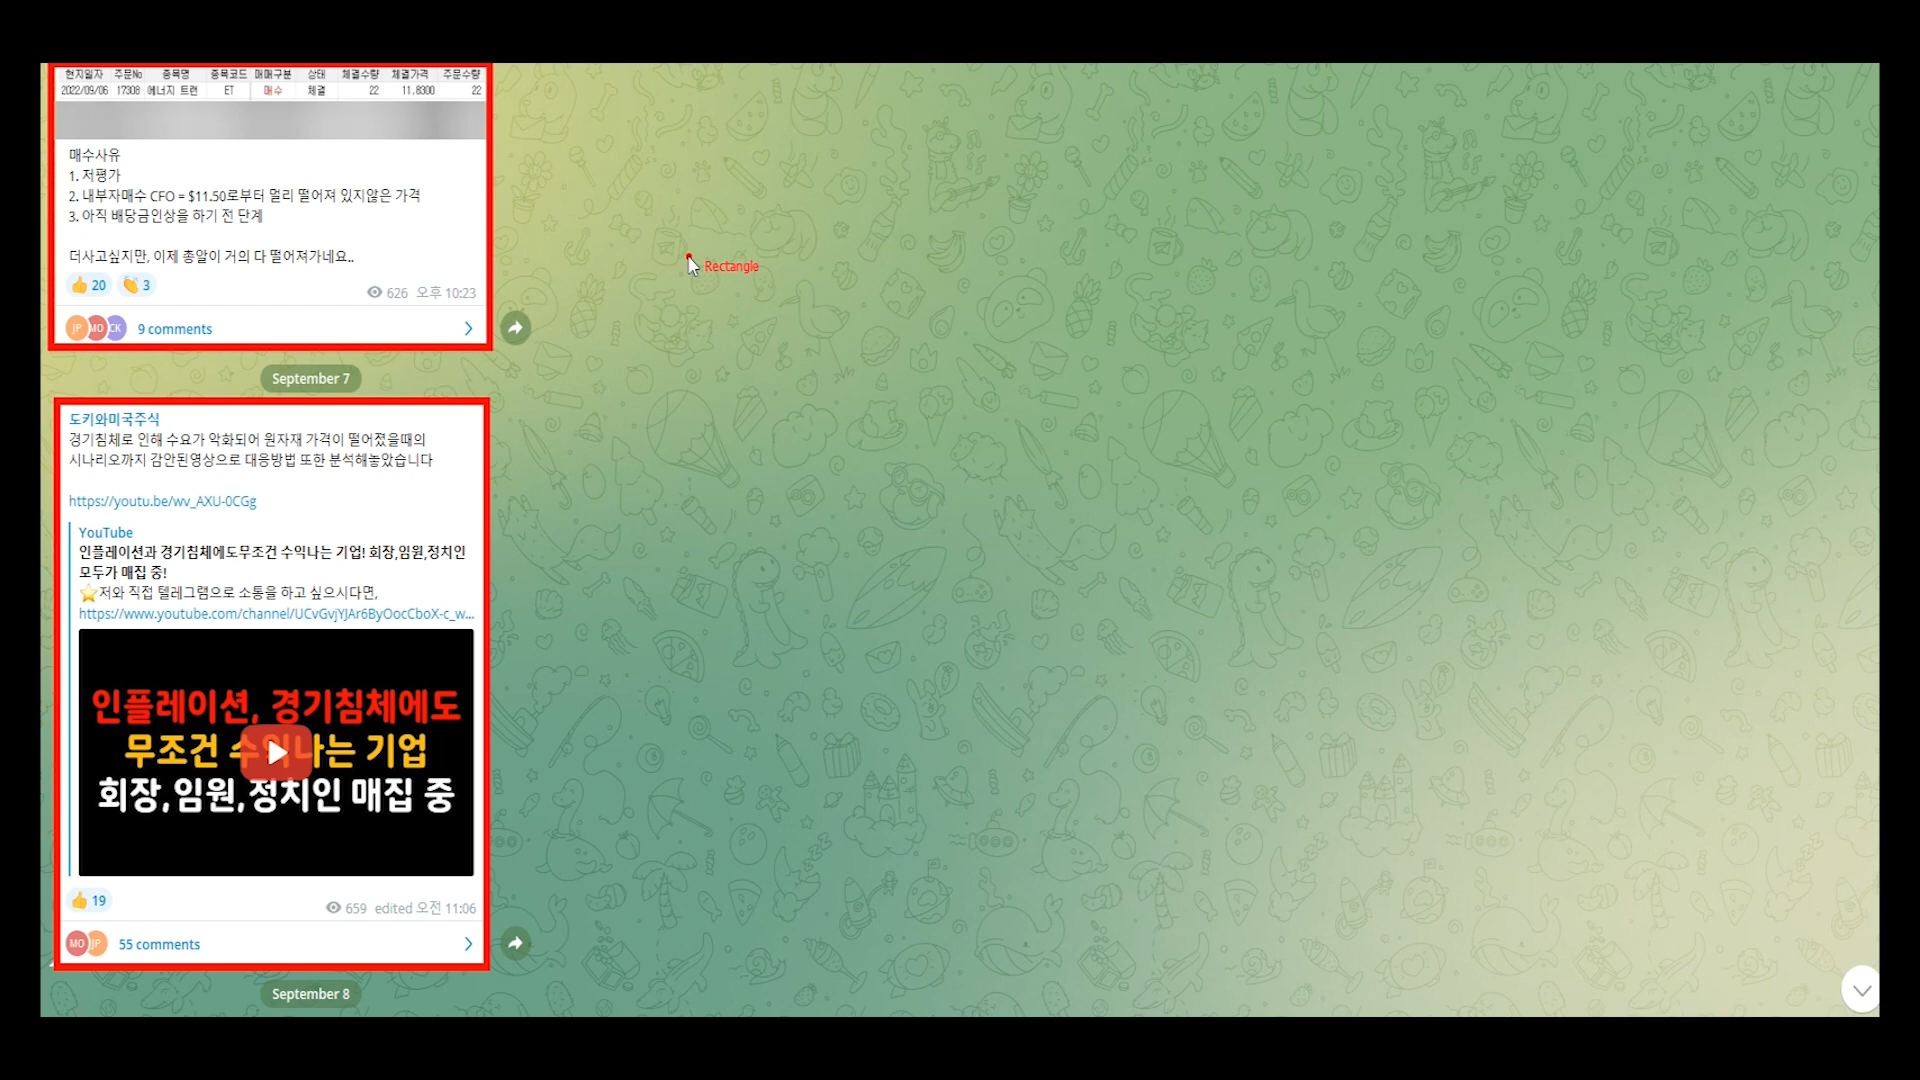 현지일자 주문No 종목명 종목코드 매매구분 상태 체결수량 체결가격 주문수량
2022/09/06 17308 에너지 트랜 ET 매수 체결 22 11.8300 22
매수사유
1. 저평가
2. 내부자매수 CFO = $11.50로부터 멀리 떨어져 있지않은 가격
3. 아직 배당금인상을 하기 전 단계
더사고싶지만, 이제 총알이 거의 다 떨어져가네요..
20 3
626 오후 10:23
JP MO CK 9 comments
Rectangle
September 7
도키와미국주식
경기침체로 인해 수요가 악화되어 원자재 가격이 떨어졌을때의
시나리오까지 감안된영상으로 대응방법 또한 분석해놓았습니다
https://youtu.be/wv_AXU-0CGg
YouTube
인플레이션과 경기침체에도무조건 수익나는 기업! 회장,임원,정치인
모두가 매집 중!
⭐저와 직접 텔레그램으로 소통을 하고 싶으시다면,
https://www.youtube.com/channel/UCvGvjYJAr6ByOocCboX-c_w...
인플레이션, 경기침체에도
무조건 수익나는 기업
회장,임원,정치인 매집 중
19
659 edited 오전 11:06
MO JP 55 comments
September 8